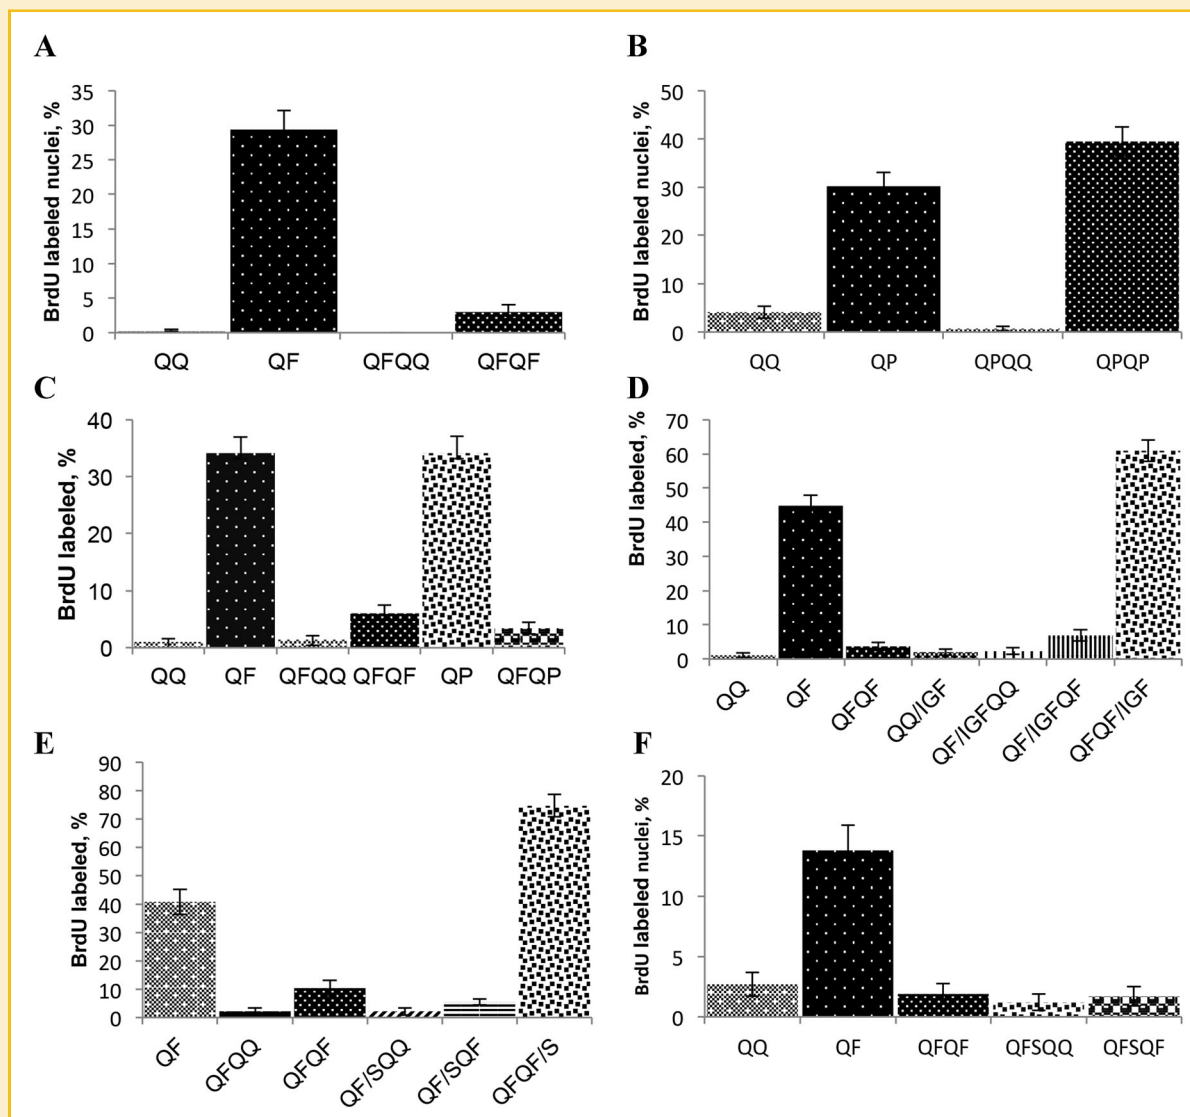 A
BrdU labeled nuclei, %
35
30
25
20
15
10
5
0
QQ QF QFQQ QFQF
B
BrdU labeled nuclei, %
50
40
30
20
10
0
QQ QP QPQQ QPQP
C
BrdU labeled, %
40
30
20
10
0
QQ QF QFQQ QFQF QP QFQP
D
BrdU labeled, %
70
60
50
40
30
20
10
0
QQ QF QFQF QQ/IGF QF/IGFQQ QF/IGFQF QFQF/IGF
E
BrdU labeled, %
90
80
70
60
50
40
30
20
10
0
QF QFQQ QFQF QF/SQQ QF/SQF QFQF/S
F
BrdU labeled nuclei, %
20
15
10
5
0
QQ QF QFQF QFSQQ QFSQF